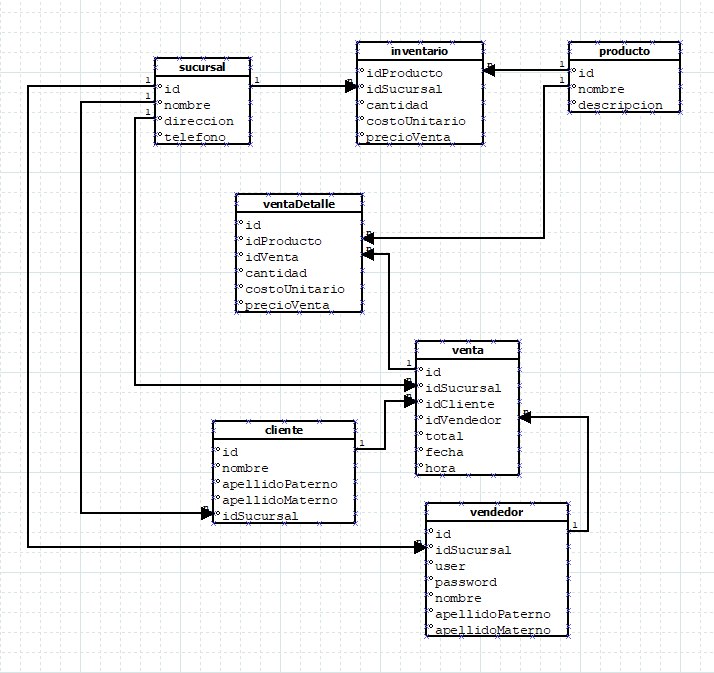 sucursal
id
nombre
direccion
telefono
inventario
idProducto
idSucursal
cantidad
costoUnitario
precioVenta
producto
id
nombre
descripcion
ventaDetalle
id
idProducto
idVenta
cantidad
costoUnitario
precioVenta
venta
id
idSucursal
idCliente
idVendedor
total
fecha
hora
cliente
id
nombre
apellidoPaterno
apellidoMaterno
idSucursal
vendedor
id
idSucursal
user
password
nombre
apellidoPaterno
apellidoMaterno
1
1
1
1
1
1
1
1
1